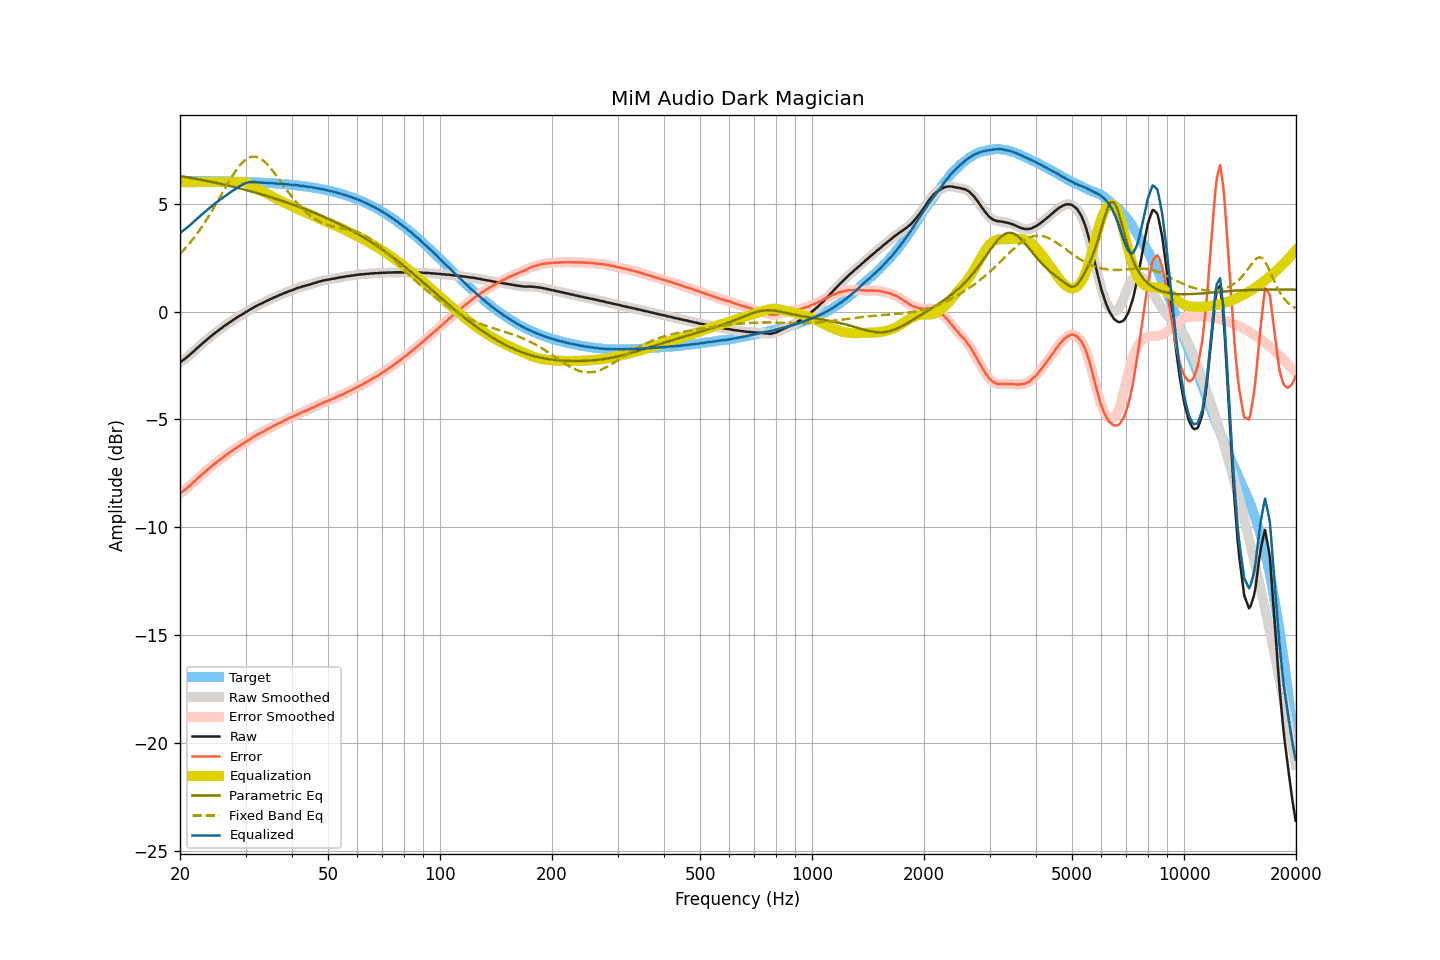 MiM Audio Dark Magician
Amplitude (dBr)
5
0
−5
−10
−15
−20
−25
Target
Raw Smoothed
Error Smoothed
Raw
Error
Equalization
Parametric Eq
Fixed Band Eq
Equalized
20 50 100 200 500 1000 2000 5000 10000 20000
Frequency (Hz)